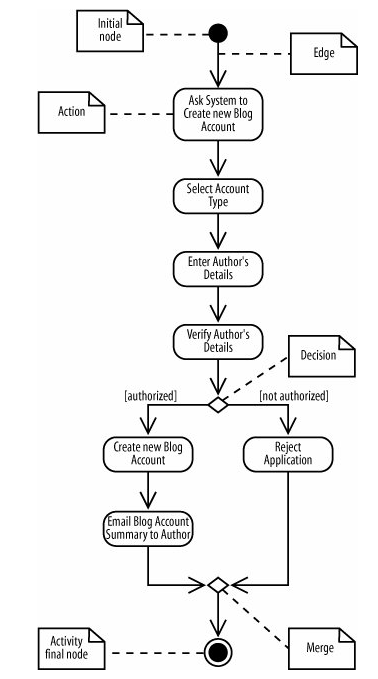 Initial
node
Edge
Action
Ask System to
Create new Blog
Account
Select Account
Type
Enter Author's
Details
Verify Author's
Details
Decision
[authorized]
[not authorized]
Create new Blog
Account
Reject
Application
Email Blog Account
Summary to Author
Activity
final node
Merge